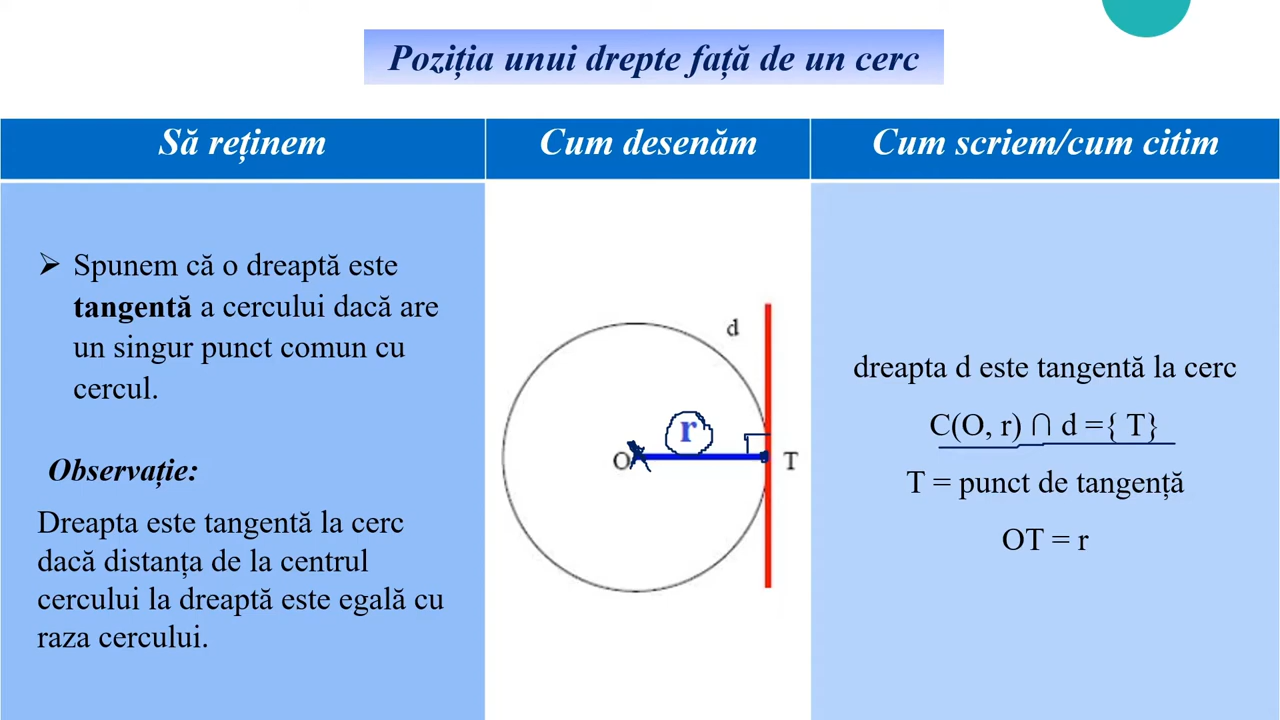 Poziția unui drepte față de un cerc
Să reținem
Cum desenăm
Cum scriem/cum citim
Spunem că o dreaptă este
tangentă a cercului dacă are
un singur punct comun cu
cercul.
Observație:
Dreapta este tangentă la cerc
dacă distanța de la centrul
cercului la dreaptă este egală cu
raza cercului.
d
r
O
T
dreapta d este tangentă la cerc
C(O, r) ∩ d ={ T}
T = punct de tangență
OT = r